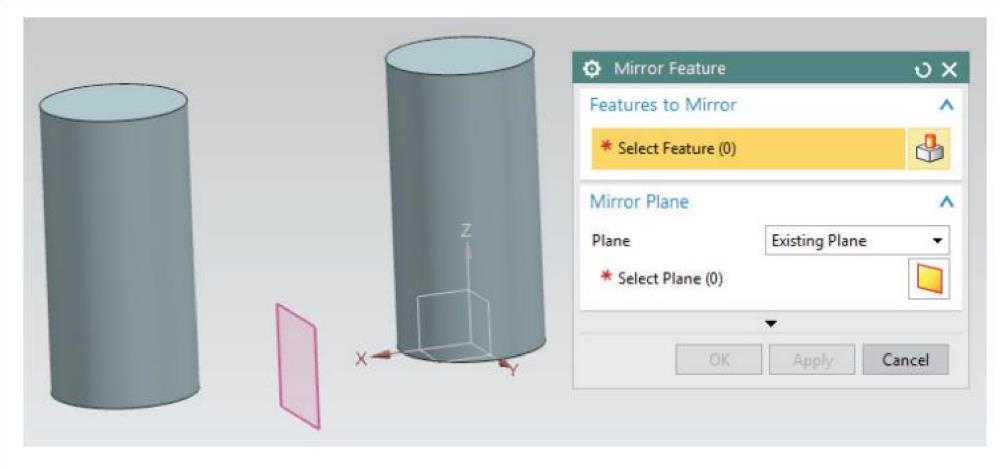 Mirror Feature
Features to Mirror
* Select Feature (0)
Mirror Plane
Plane Existing Plane
* Select Plane (0)
OK Apply Cancel
Z
X
Y